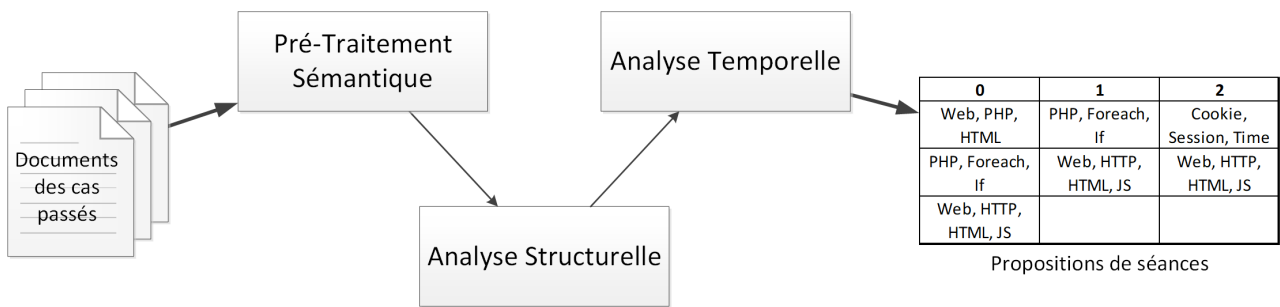 Documents
des cas
passés
Pré-Traitement
Sémantique
Analyse Structurelle
Analyse Temporelle
0 1 2
Web, PHP, PHP, Foreach, Cookie,
HTML If Session, Time
PHP, Foreach, Web, HTTP, Web, HTTP,
If HTML, JS HTML, JS
Web, HTTP,
HTML, JS
Propositions de séances